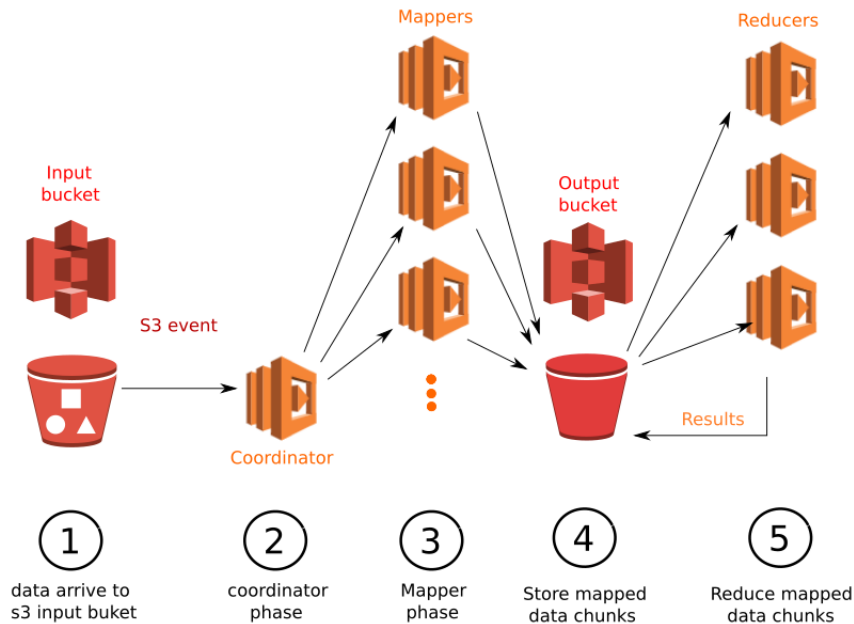 Mappers
Reducers
Input
bucket
Output
bucket
S3 event
Coordinator
Results
1
2
3
4
5
data arrive to
s3 input buket
coordinator
phase
Mapper
phase
Store mapped
data chunks
Reduce mapped
data chunks